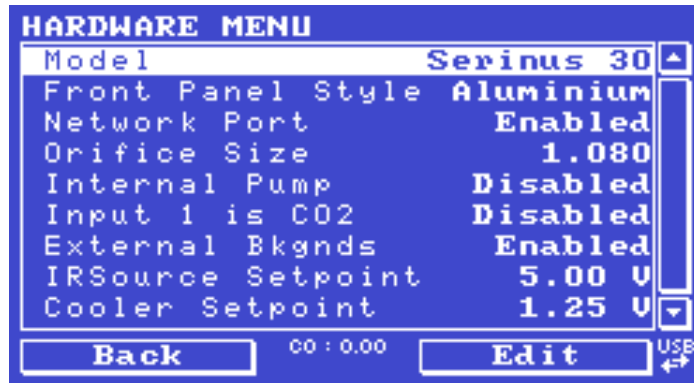 HARDWARE MENU
Model Serinus 30
Front Panel Style Aluminium
Network Port Enabled
Orifice Size 1.080
Internal Pump Disabled
Input 1 is CO2 Disabled
External Bkgnds Enabled
IRSource Setpoint 5.00 V
Cooler Setpoint 1.25 V
Back CO:0.00 Edit USB